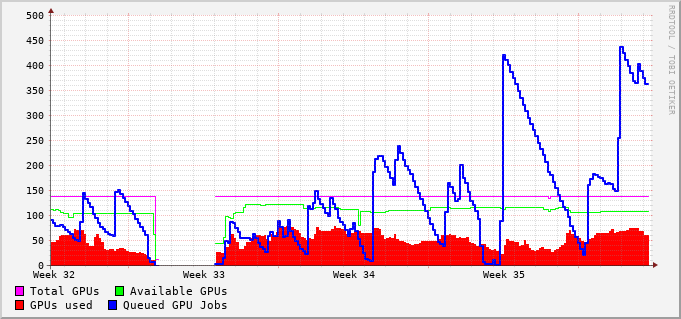 RRDTOOL / TOBI OETIKER
500
450
400
350
300
250
200
150
100
50
0
Week 32 Week 33 Week 34 Week 35
Total GPUs Available GPUs
GPUs used Queued GPU Jobs